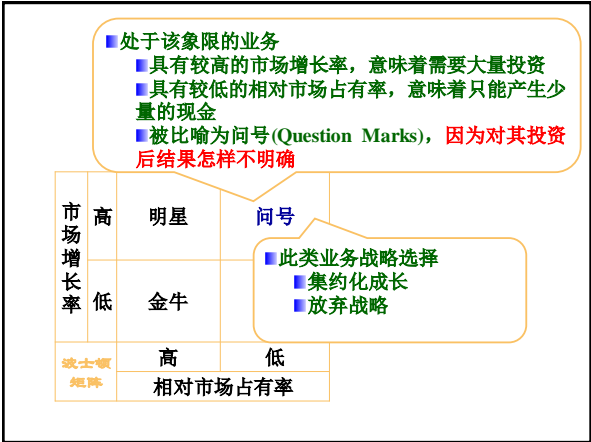 处于该象限的业务
具有较高的市场增长率，意味着需要大量投资
具有较低的相对市场占有率，意味着只能产生少
量的现金
被比喻为问号(Question Marks)，因为对其投资
后结果怎样不明确
市场增长率
高
明星
问号
此类业务战略选择
集约化成长
放弃战略
低
金牛
波士顿
矩阵
高
低
相对市场占有率